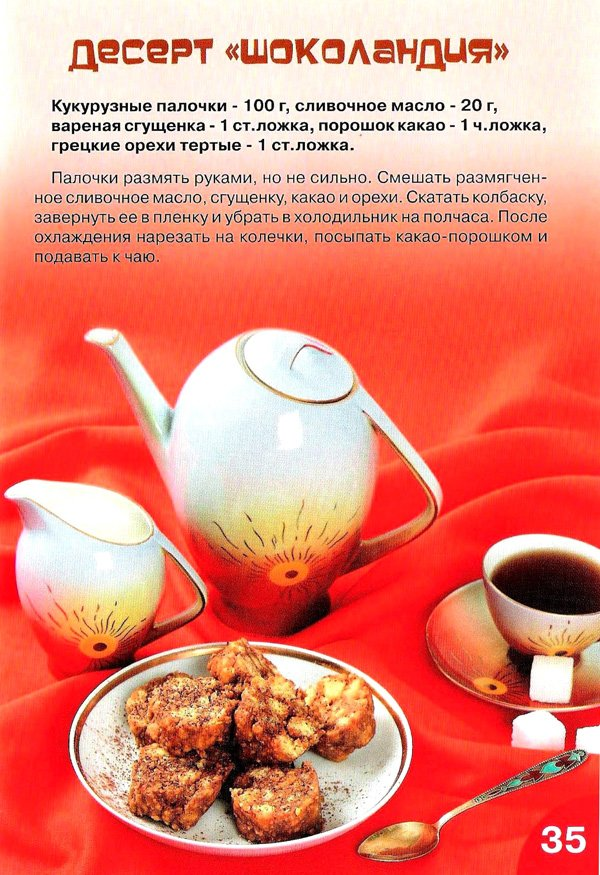 десерт «шоколандия»
Кукурузные палочки - 100 г, сливочное масло - 20 г,
вареная сгущенка - 1 ст.ложка, порошок какао - 1 ч.ложка,
грецкие орехи тертые - 1 ст.ложка.
Палочки размять руками, но не сильно. Смешать размягчен-
ное сливочное масло, сгущенку, какао и орехи. Скатать колбаску,
завернуть ее в пленку и убрать в холодильник на полчаса. После
охлаждения нарезать на колечки, посыпать какао-порошком и
подавать к чаю.
35